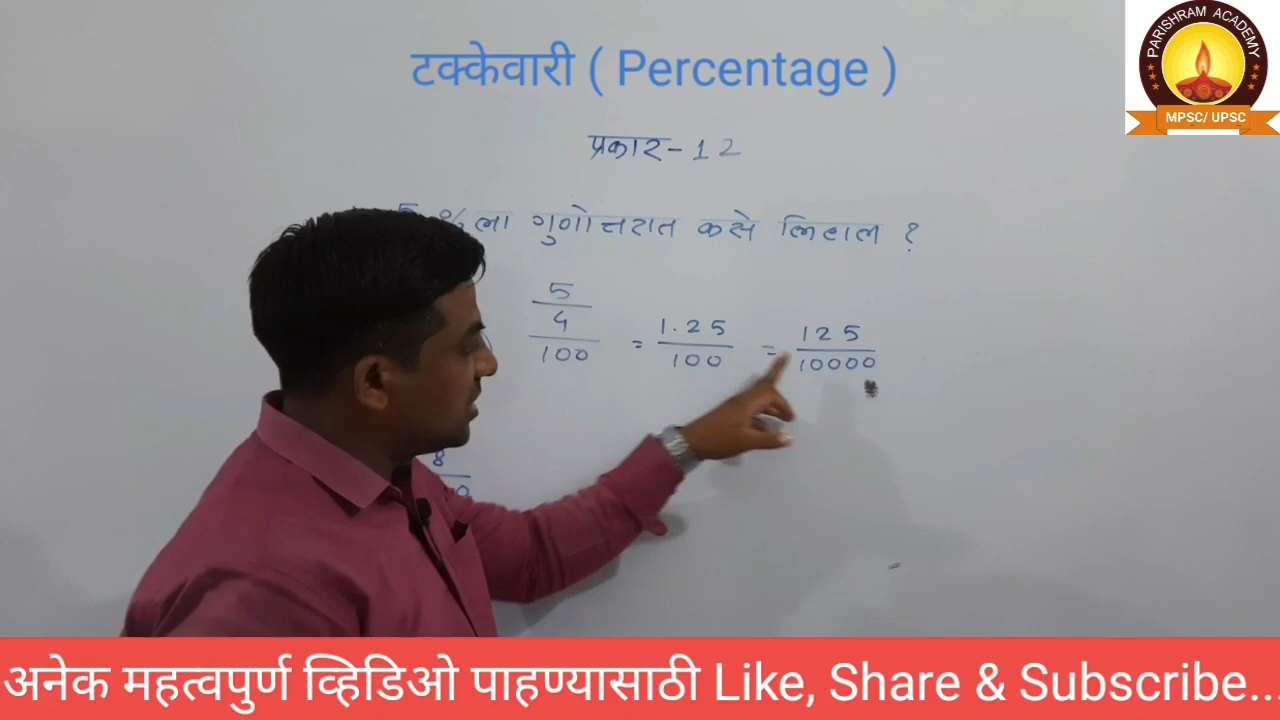 PARISHRAM ACADEMY
MPSC/ UPSC
टक्केवारी ( Percentage )
प्रकार - 12
% ला गुणोत्तरात कसे लिहाल ?
5
4
100
= 1.25
100
= 125
10000
8
अनेक महत्वपुर्ण व्हिडिओ पाहण्यासाठी Like, Share & Subscribe...